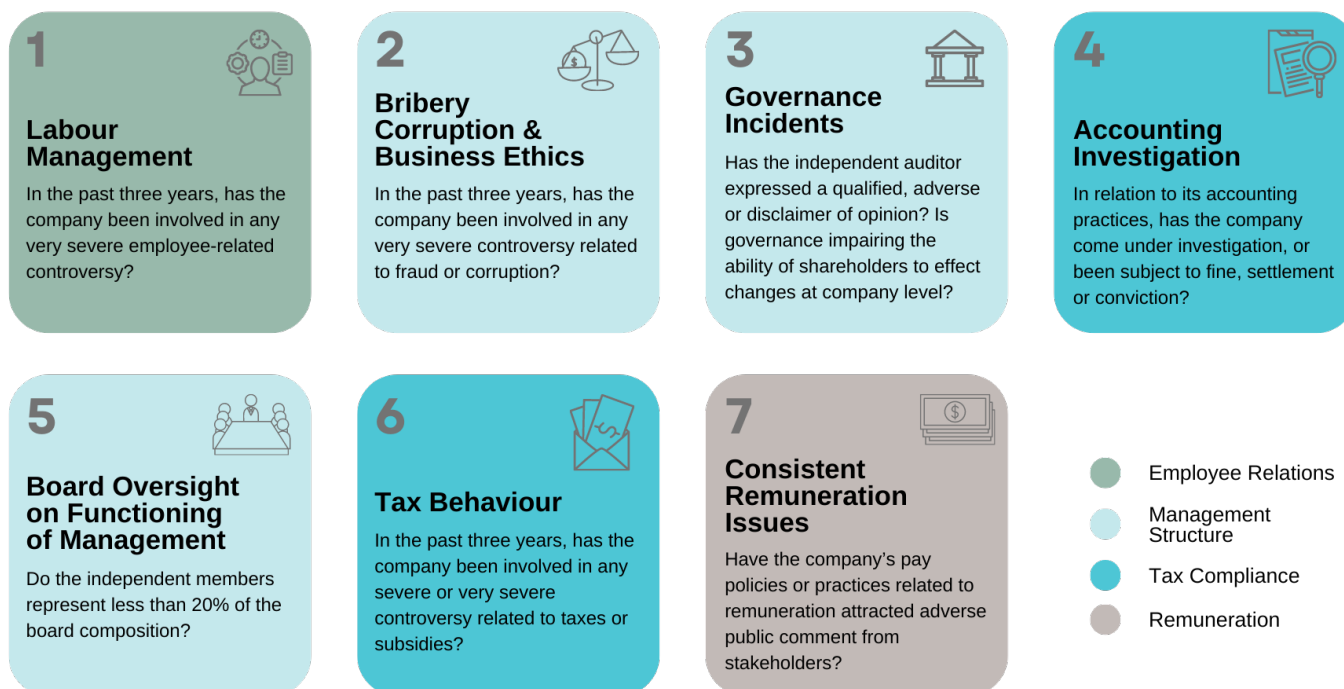 1
Labour
Management
In the past three years, has the
company been involved in any
very severe employee-related
controversy?
2
Bribery
Corruption &
Business Ethics
In the past three years, has the
company been involved in any
very severe controversy related
to fraud or corruption?
3
Governance
Incidents
Has the independent auditor
expressed a qualified, adverse
or disclaimer of opinion? Is
governance impairing the
ability of shareholders to effect
changes at company level?
4
Accounting
Investigation
In relation to its accounting
practices, has the company
come under investigation, or
been subject to fine, settlement
or conviction?
5
Board Oversight
on Functioning
of Management
Do the independent members
represent less than 20% of the
board composition?
6
Tax Behaviour
In the past three years, has the
company been involved in any
severe or very severe
controversy related to taxes or
subsidies?
7
Consistent
Remuneration
Issues
Have the company’s pay
policies or practices related to
remuneration attracted adverse
public comment from
stakeholders?
Employee Relations
Management
Structure
Tax Compliance
Remuneration